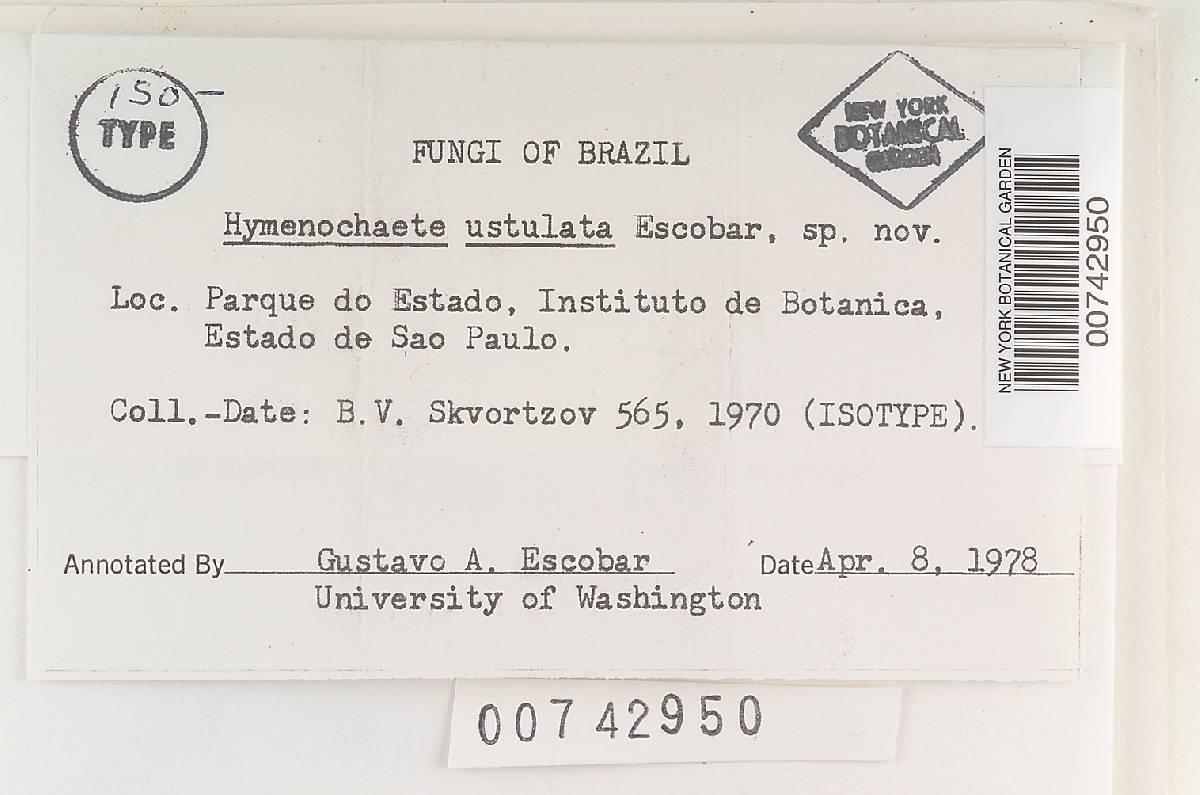 ISO-
TYPE
NEW YORK
BOTANICAL
GARDEN
FUNGI OF BRAZIL
Hymenochaete ustulata Escobar, sp. nov.
Loc. Parque do Estado, Instituto de Botanica,
Estado de Sao Paulo.
Coll.-Date: B.V. Skvortzov 565, 1970 (ISOTYPE).
NEW YORK BOTANICAL GARDEN
00742950
Annotated By Gustavo A. Escobar Date Apr. 8, 1978
University of Washington
00742950